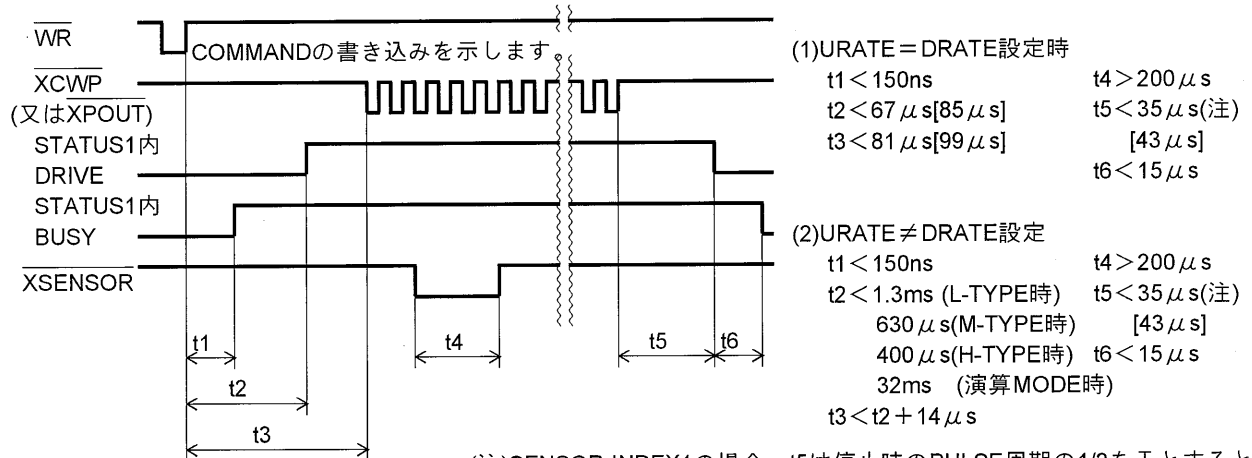 WR
COMMANDの書き込みを示します。
XCWP
(又はXPOUT)
STATUS1内
DRIVE
STATUS1内
BUSY
XSENSOR
t1
t2
t3
t4
t5
t6
(1)URATE=DRATE設定時
t1<150ns t4>200μs
t2<67μs[85μs] t5<35μs(注)
t3<81μs[99μs] [43μs]
t6<15μs
(2)URATE≠DRATE設定
t1<150ns t4>200μs
t2<1.3ms (L-TYPE時) t5<35μs(注)
630μs(M-TYPE時) [43μs]
400μs(H-TYPE時) t6<15μs
32ms (演算MODE時)
t3<t2+14μs